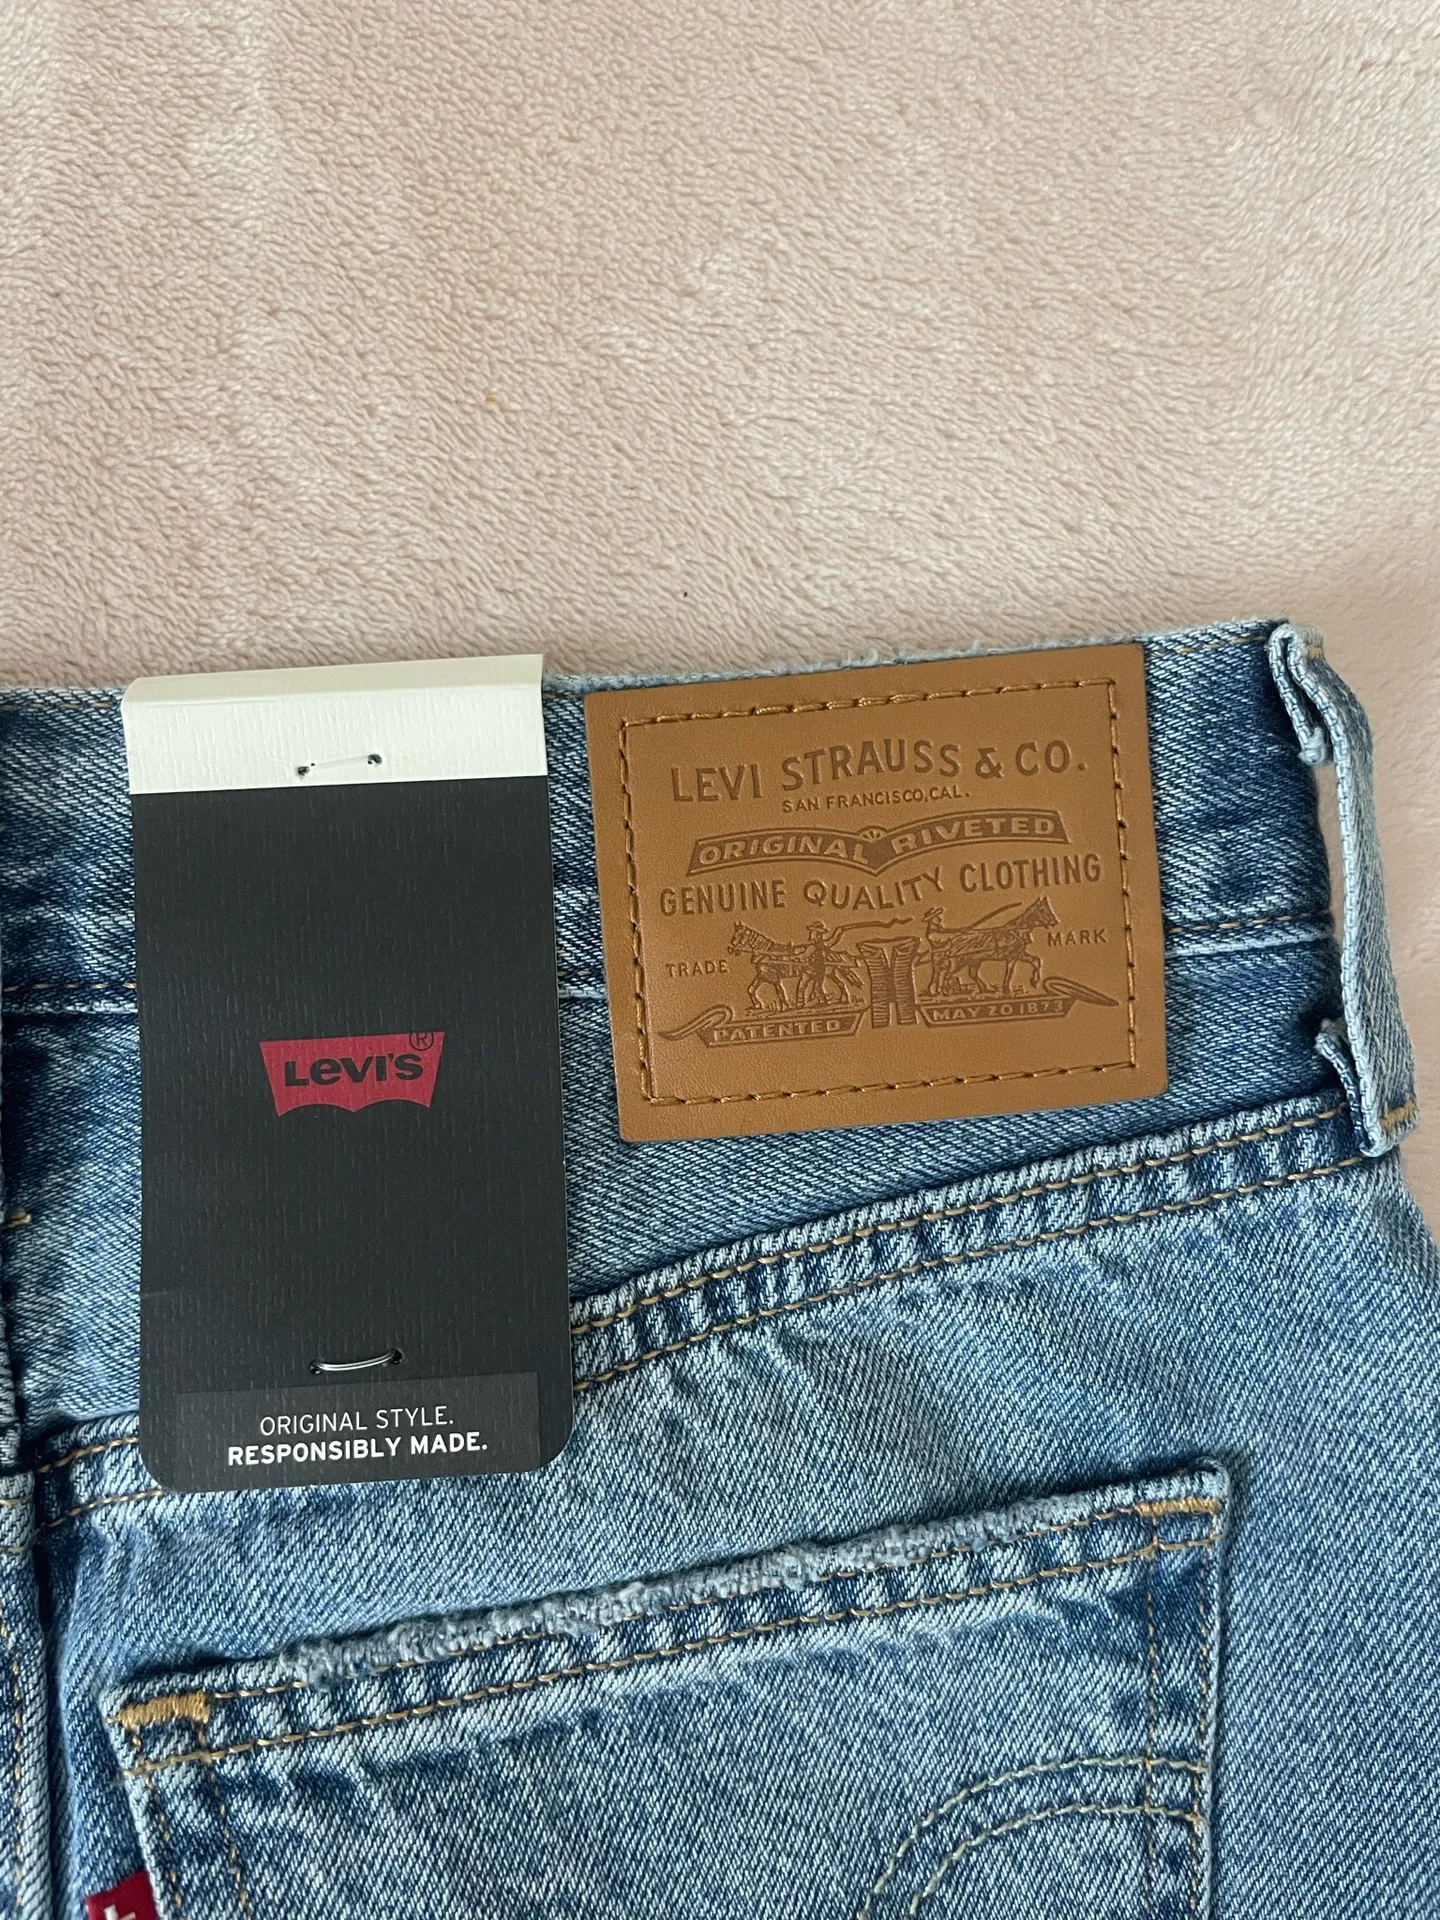 LEVI'S®
ORIGINAL STYLE.
RESPONSIBLY MADE.
LEVI STRAUSS & CO.
SAN FRANCISCO, CAL.
ORIGINAL RIVETED
GENUINE QUALITY CLOTHING
TRADE MARK
PATENTED MAY 20 1873